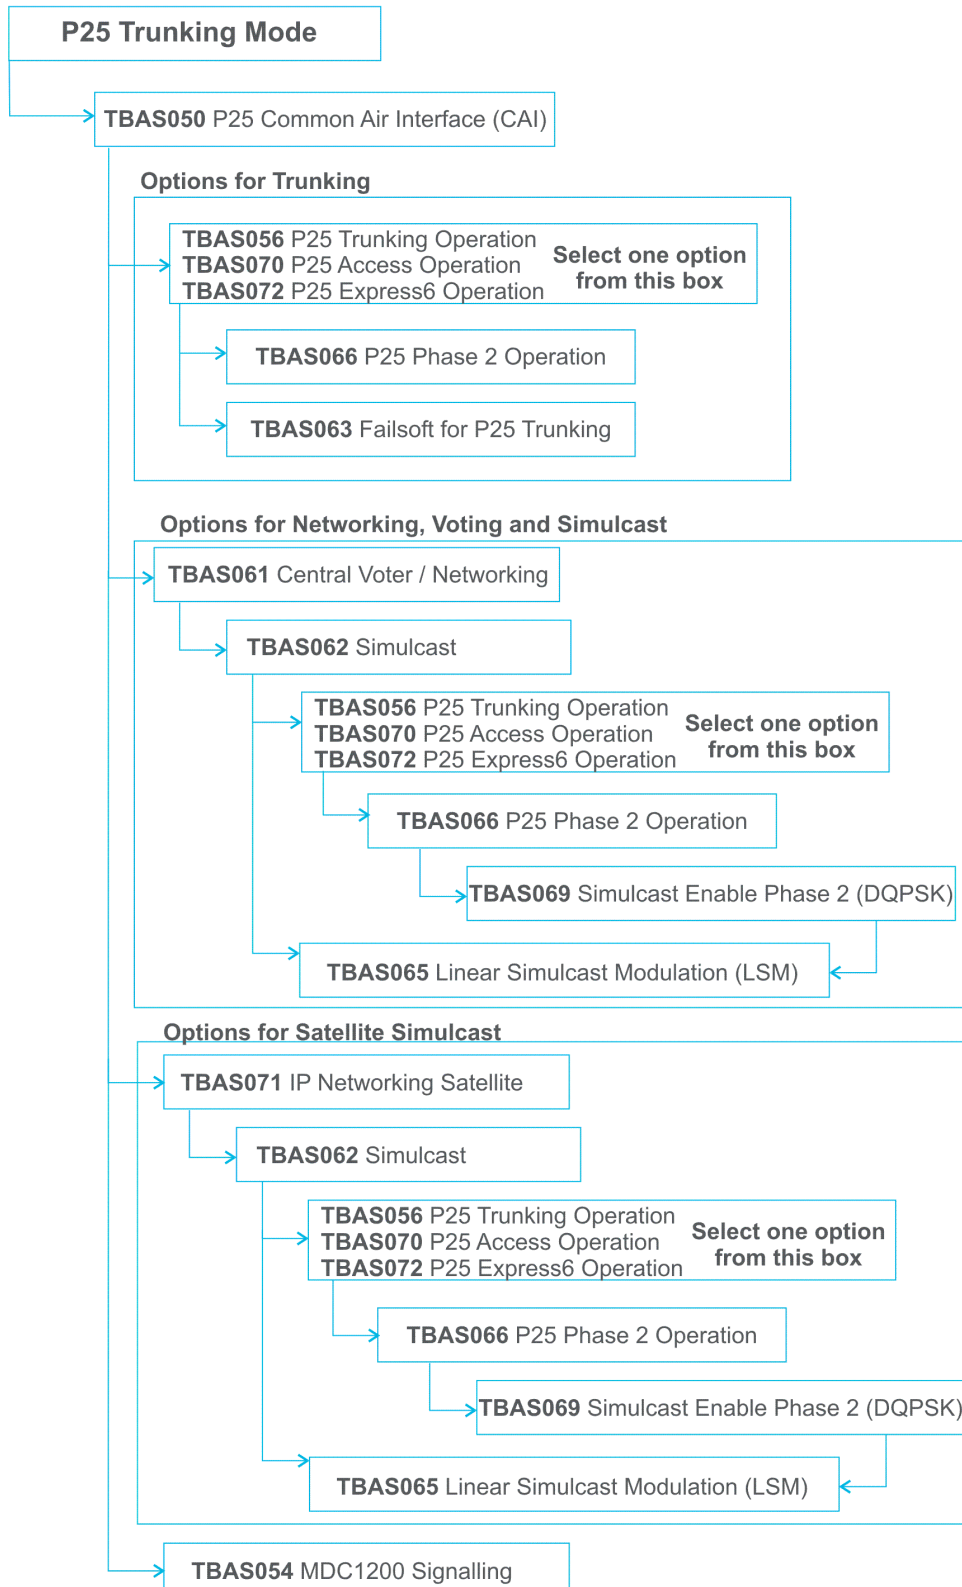 P25 Trunking Mode
TBAS050 P25 Common Air Interface (CAI)
Options for Trunking
TBAS056 P25 Trunking Operation
TBAS070 P25 Access Operation
TBAS072 P25 Express6 Operation
Select one option
from this box
TBAS066 P25 Phase 2 Operation
TBAS063 Failsoft for P25 Trunking
Options for Networking, Voting and Simulcast
TBAS061 Central Voter / Networking
TBAS062 Simulcast
TBAS056 P25 Trunking Operation
TBAS070 P25 Access Operation
TBAS072 P25 Express6 Operation
Select one option
from this box
TBAS066 P25 Phase 2 Operation
TBAS069 Simulcast Enable Phase 2 (DQPSK)
TBAS065 Linear Simulcast Modulation (LSM)
Options for Satellite Simulcast
TBAS071 IP Networking Satellite
TBAS062 Simulcast
TBAS056 P25 Trunking Operation
TBAS070 P25 Access Operation
TBAS072 P25 Express6 Operation
Select one option
from this box
TBAS066 P25 Phase 2 Operation
TBAS069 Simulcast Enable Phase 2 (DQPSK)
TBAS065 Linear Simulcast Modulation (LSM)
TBAS054 MDC1200 Signalling